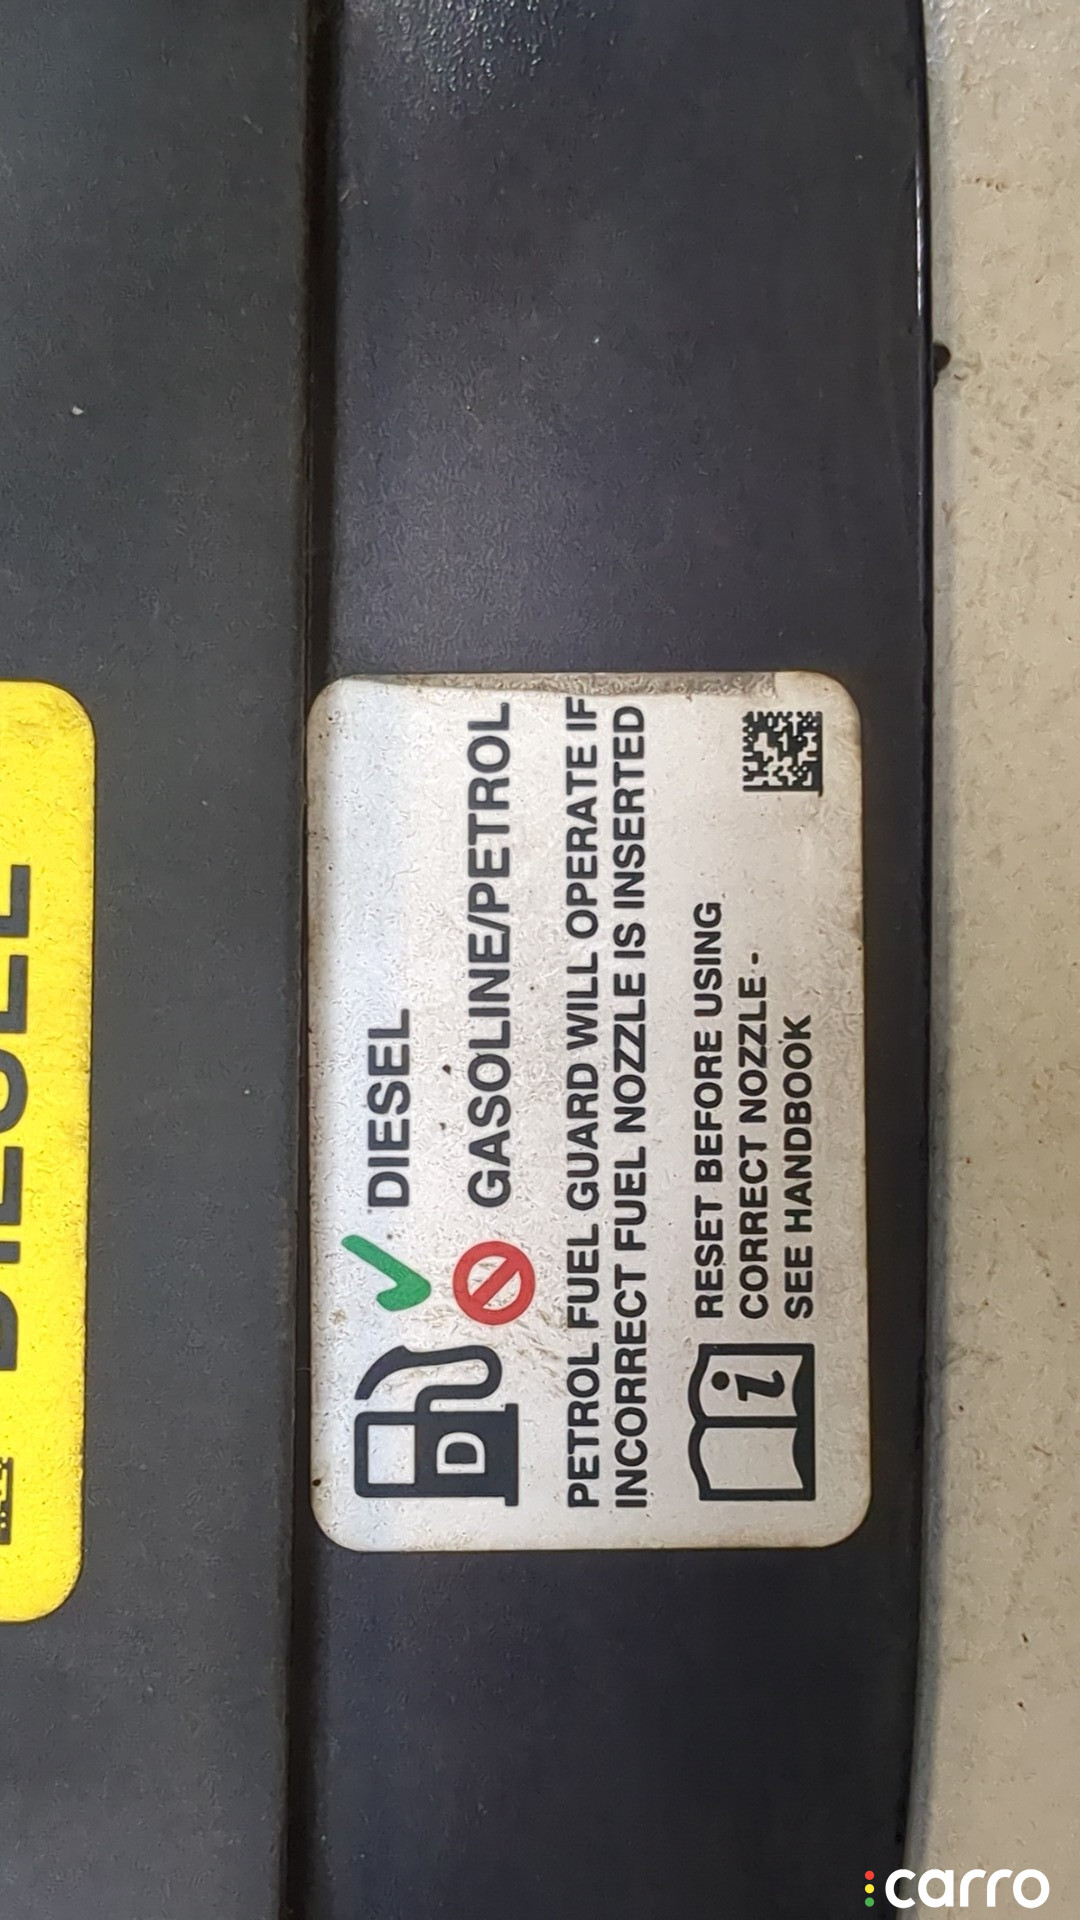 DIESEL
D
DIESEL
GASOLINE/PETROL
PETROL FUEL GUARD WILL OPERATE IF
INCORRECT FUEL NOZZLE IS INSERTED
i
RESET BEFORE USING
CORRECT NOZZLE -
SEE HANDBOOK
carro